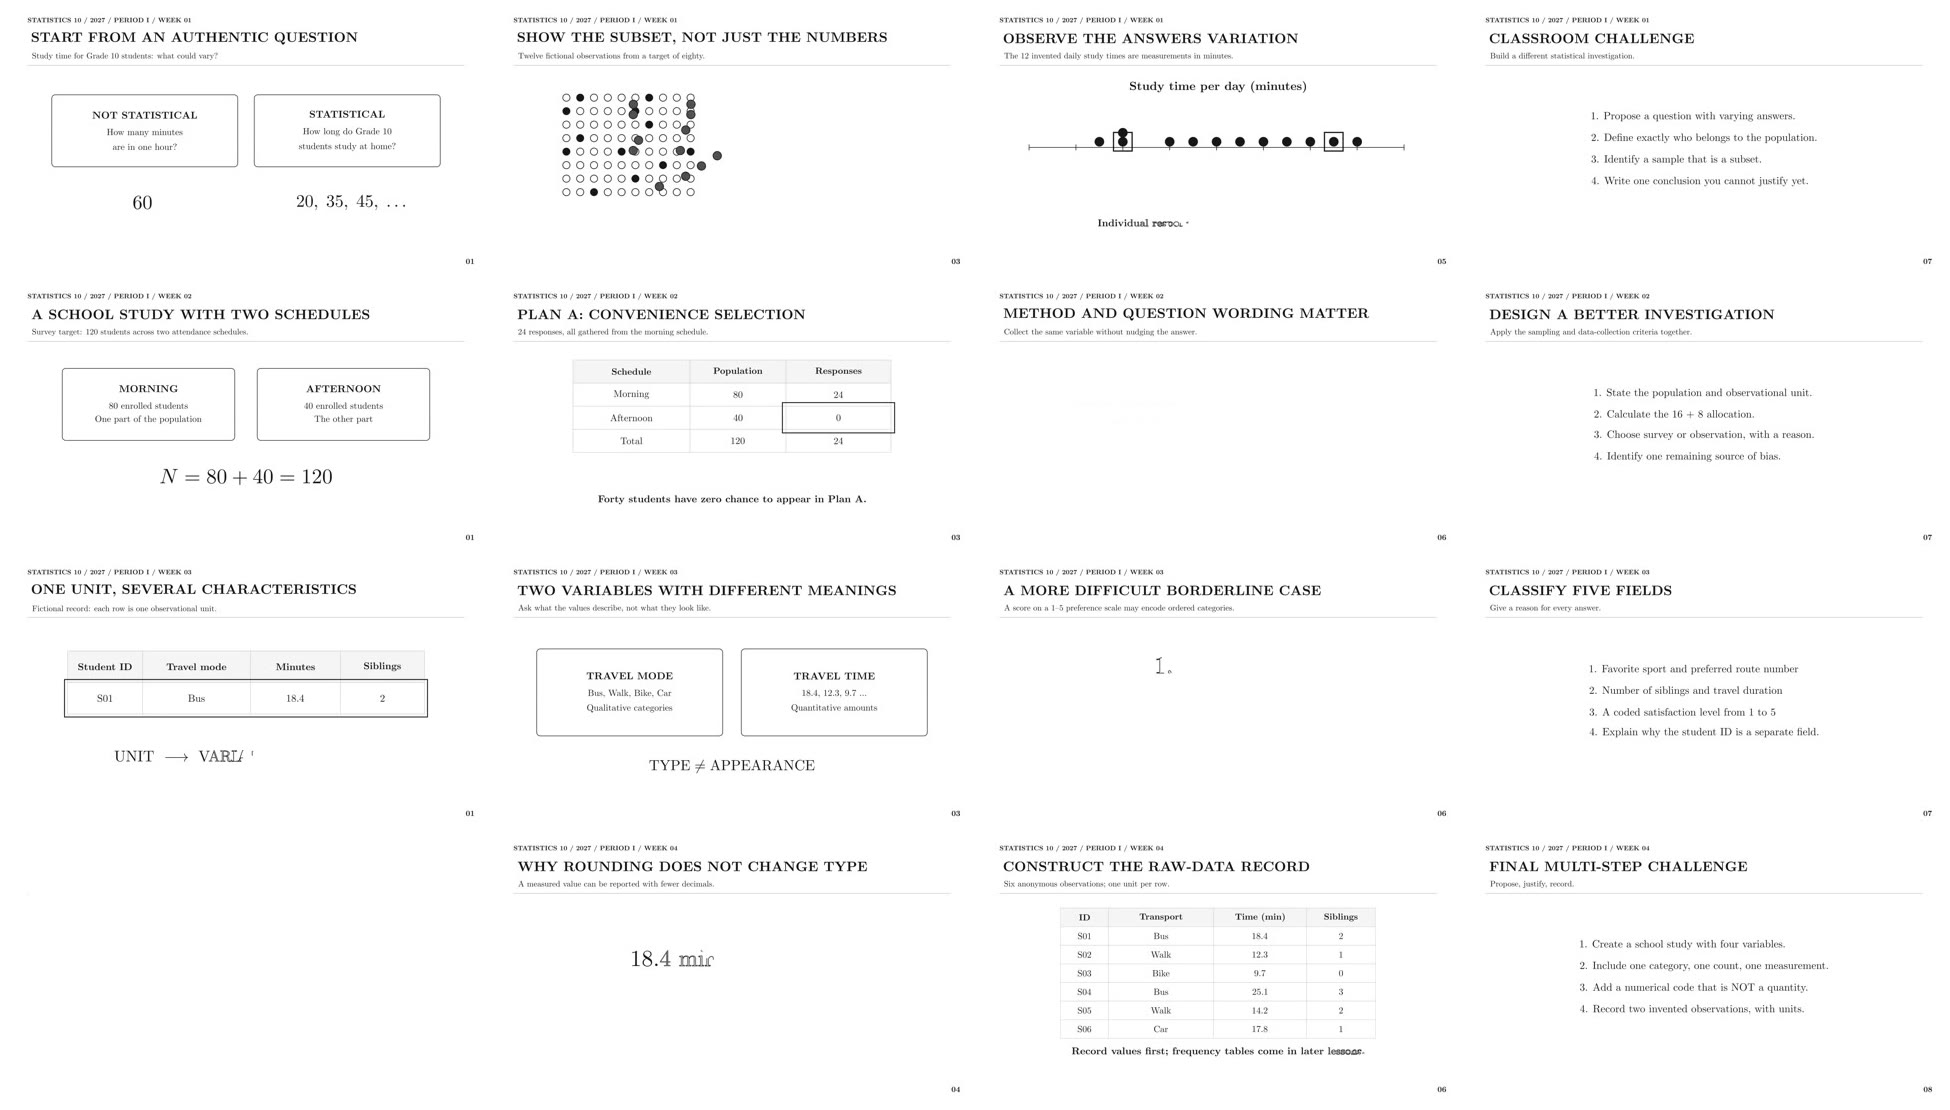 STATISTICS 10 / 2027 / PERIOD I / WEEK 01
START FROM AN AUTHENTIC QUESTION
Study time for Grade 10 students: what could vary?
NOT STATISTICAL
How many minutes
are in one hour?
STATISTICAL
How long do Grade 10
students study at home?
60
20, 35, 45, …
01
STATISTICS 10 / 2027 / PERIOD I / WEEK 01
SHOW THE SUBSET, NOT JUST THE NUMBERS
Twelve fictional observations from a target of eighty.
03
STATISTICS 10 / 2027 / PERIOD I / WEEK 01
OBSERVE THE ANSWERS VARIATION
The 12 invented daily study times are measurements in minutes.
Study time per day (minutes)
Individual
05
STATISTICS 10 / 2027 / PERIOD I / WEEK 01
CLASSROOM CHALLENGE
Build a different statistical investigation.
1. Propose a question with varying answers.
2. Define exactly who belongs to the population.
3. Identify a sample that is a subset.
4. Write one conclusion you cannot justify yet.
07
STATISTICS 10 / 2027 / PERIOD I / WEEK 02
A SCHOOL STUDY WITH TWO SCHEDULES
Survey target: 120 students across two attendance schedules.
MORNING
80 enrolled students
One part of the population
AFTERNOON
40 enrolled students
The other part
N = 80 + 40 = 120
01
STATISTICS 10 / 2027 / PERIOD I / WEEK 02
PLAN A: CONVENIENCE SELECTION
24 responses, all gathered from the morning schedule.
Schedule Population Responses
Morning 80 24
Afternoon 40 0
Total 120 24
Forty students have zero chance to appear in Plan A.
03
STATISTICS 10 / 2027 / PERIOD I / WEEK 02
METHOD AND QUESTION WORDING MATTER
Collect the same variable without nudging the answer.
06
STATISTICS 10 / 2027 / PERIOD I / WEEK 02
DESIGN A BETTER INVESTIGATION
Apply the sampling and data-collection criteria together.
1. State the population and observational unit.
2. Calculate the 16 + 8 allocation.
3. Choose survey or observation, with a reason.
4. Identify one remaining source of bias.
07
STATISTICS 10 / 2027 / PERIOD I / WEEK 03
ONE UNIT, SEVERAL CHARACTERISTICS
Fictional record: each row is one observational unit.
Student ID Travel mode Minutes Siblings
S01 Bus 18.4 2
UNIT ⟶
01
STATISTICS 10 / 2027 / PERIOD I / WEEK 03
TWO VARIABLES WITH DIFFERENT MEANINGS
Ask what the values describe, not what they look like.
TRAVEL MODE
Bus, Walk, Bike, Car
Qualitative categories
TRAVEL TIME
18.4, 12.3, 9.7 ...
Quantitative amounts
TYPE ≠ APPEARANCE
03
STATISTICS 10 / 2027 / PERIOD I / WEEK 03
A MORE DIFFICULT BORDERLINE CASE
A score on a 1–5 preference scale may encode ordered categories.
06
STATISTICS 10 / 2027 / PERIOD I / WEEK 03
CLASSIFY FIVE FIELDS
Give a reason for every answer.
1. Favorite sport and preferred route number
2. Number of siblings and travel duration
3. A coded satisfaction level from 1 to 5
4. Explain why the student ID is a separate field.
07
STATISTICS 10 / 2027 / PERIOD I / WEEK 04
WHY ROUNDING DOES NOT CHANGE TYPE
A measured value can be reported with fewer decimals.
18.4
04
STATISTICS 10 / 2027 / PERIOD I / WEEK 04
CONSTRUCT THE RAW-DATA RECORD
Six anonymous observations; one unit per row.
ID Transport Time (min) Siblings
S01 Bus 18.4 2
S02 Walk 12.3 1
S03 Bike 9.7 0
S04 Bus 25.1 3
S05 Walk 14.2 2
S06 Car 17.8 1
Record values first; frequency tables come in later
06
STATISTICS 10 / 2027 / PERIOD I / WEEK 04
FINAL MULTI-STEP CHALLENGE
Propose, justify, record.
1. Create a school study with four variables.
2. Include one category, one count, one measurement.
3. Add a numerical code that is NOT a quantity.
4. Record two invented observations, with units.
08